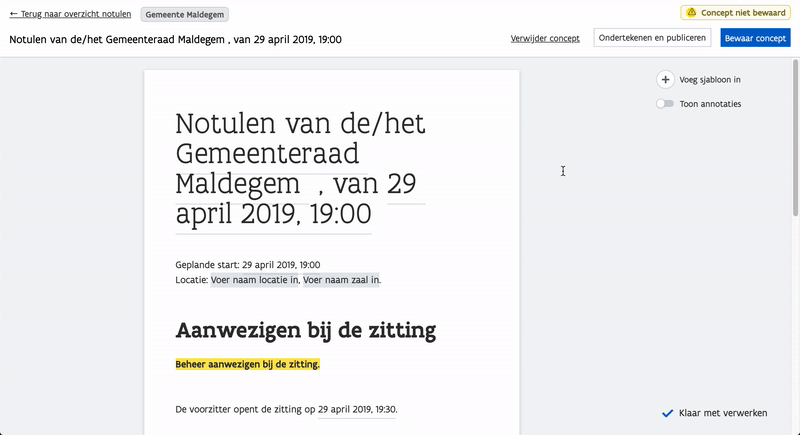 ← Terug naar overzicht notulen
Gemeente Maldegem
Concept niet bewaard
Notulen van de/het Gemeenteraad Maldegem , van 29 april 2019, 19:00
Verwijder concept
Ondertekenen en publiceren
Bewaar concept
Voeg sjabloon in
Toon annotaties
Notulen van de/het
Gemeenteraad
Maldegem , van 29
april 2019, 19:00
Geplande start: 29 april 2019, 19:00
Locatie: Voer naam locatie in, Voer naam zaal in.
Aanwezigen bij de zitting
Beheer aanwezigen bij de zitting.
De voorzitter opent de zitting op 29 april 2019, 19:30.
Klaar met verwerken